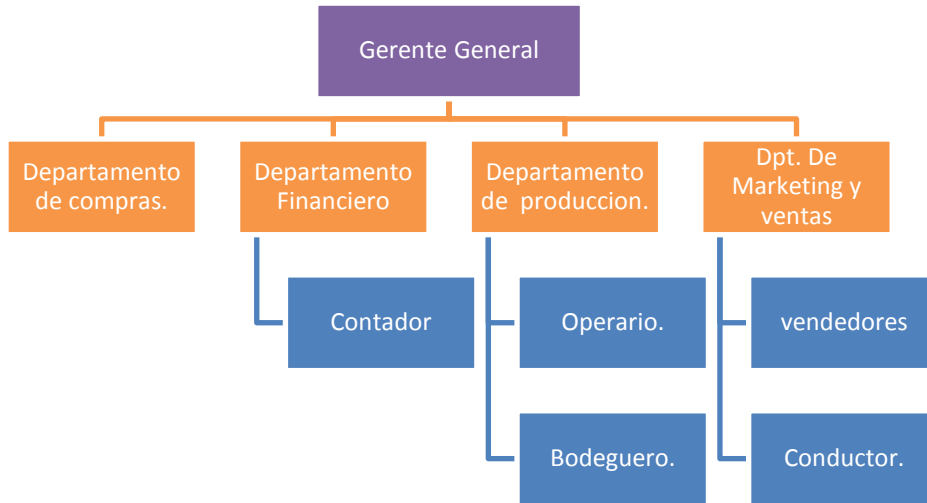 Gerente General
Departamento
de compras.
Departamento
Financiero
Departamento
de produccion.
Dpt. De
Marketing y
ventas
Contador
Operario.
vendedores
Bodeguero.
Conductor.